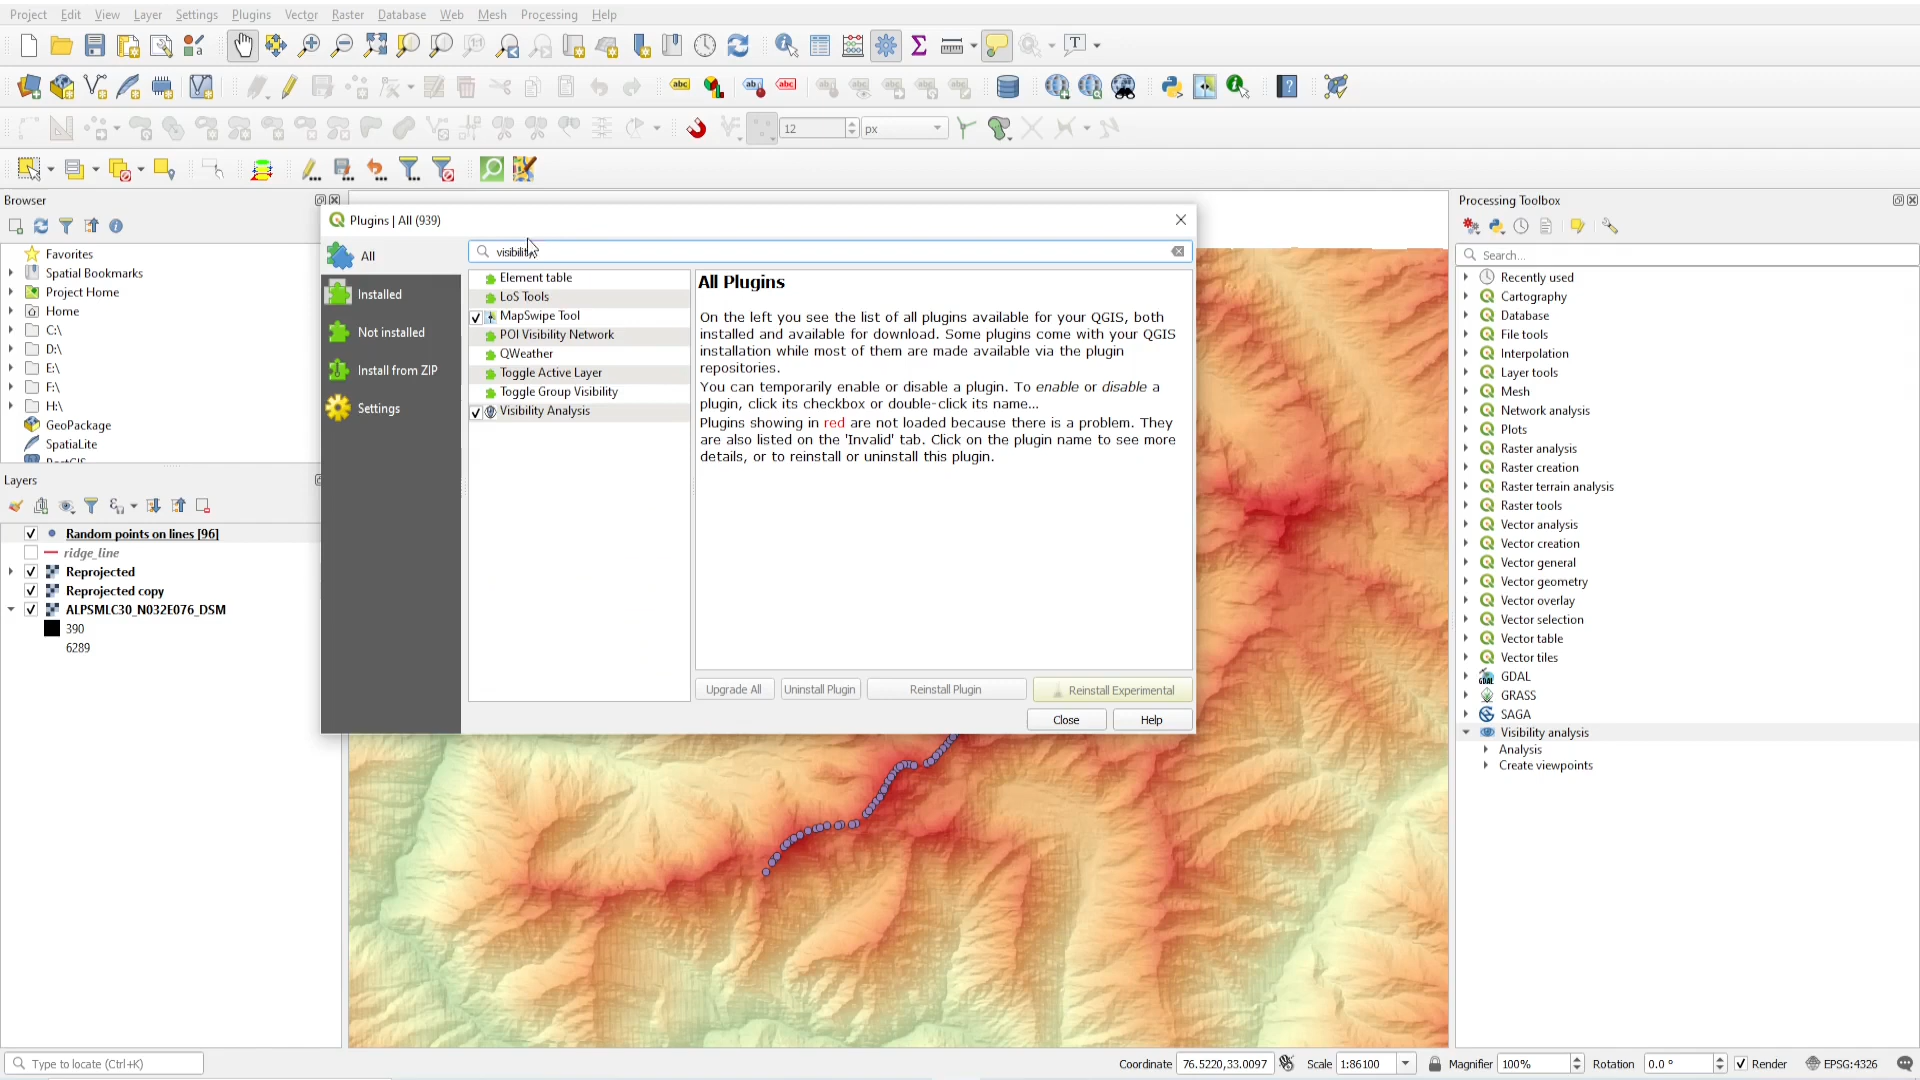 Project Edit View Layer Settings Plugins Vector Raster Database Web Mesh Processing Help
12 px
Browser
Favorites
Spatial Bookmarks
Project Home
Home
C:\
D:\
E:\
F:\
H:\
GeoPackage
SpatiaLite
Layers
Random points on lines [96]
ridge_line
Reprojected
Reprojected copy
ALPSMLC30_N032E076_DSM
390
6289
Plugins | All (939)
All
Installed
Not installed
Install from ZIP
Settings
visibility
Element table
LoS Tools
MapSwipe Tool
POI Visibility Network
QWeather
Toggle Active Layer
Toggle Group Visibility
Visibility Analysis
All Plugins
On the left you see the list of all plugins available for your QGIS, both
installed and available for download. Some plugins come with your QGIS
installation while most of them are made available via the plugin
repositories.
You can temporarily enable or disable a plugin. To enable or disable a
plugin, click its checkbox or double-click its name...
Plugins showing in red are not loaded because there is a problem. They
are also listed on the 'Invalid' tab. Click on the plugin name to see more
details, or to reinstall or uninstall this plugin.
Upgrade All Uninstall Plugin Reinstall Plugin Reinstall Experimental
Close Help
Processing Toolbox
Search...
Recently used
Cartography
Database
File tools
Interpolation
Layer tools
Mesh
Network analysis
Plots
Raster analysis
Raster creation
Raster terrain analysis
Raster tools
Vector analysis
Vector creation
Vector general
Vector geometry
Vector overlay
Vector selection
Vector table
Vector tiles
GDAL
GRASS
SAGA
Visibility analysis
Analysis
Create viewpoints
Type to locate (Ctrl+K) Coordinate 76.5220,33.0097 Scale 1:86100 Magnifier 100% Rotation 0.0 ° Render EPSG:4326